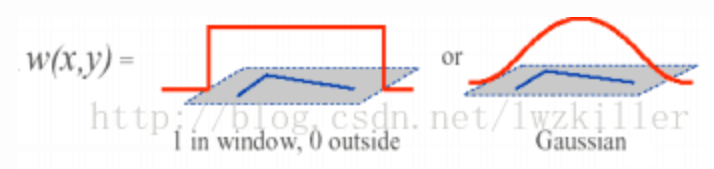 w(x,y) =
or
http://blog.csdn.net/lwzkiller
1 in window, 0 outside
Gaussian